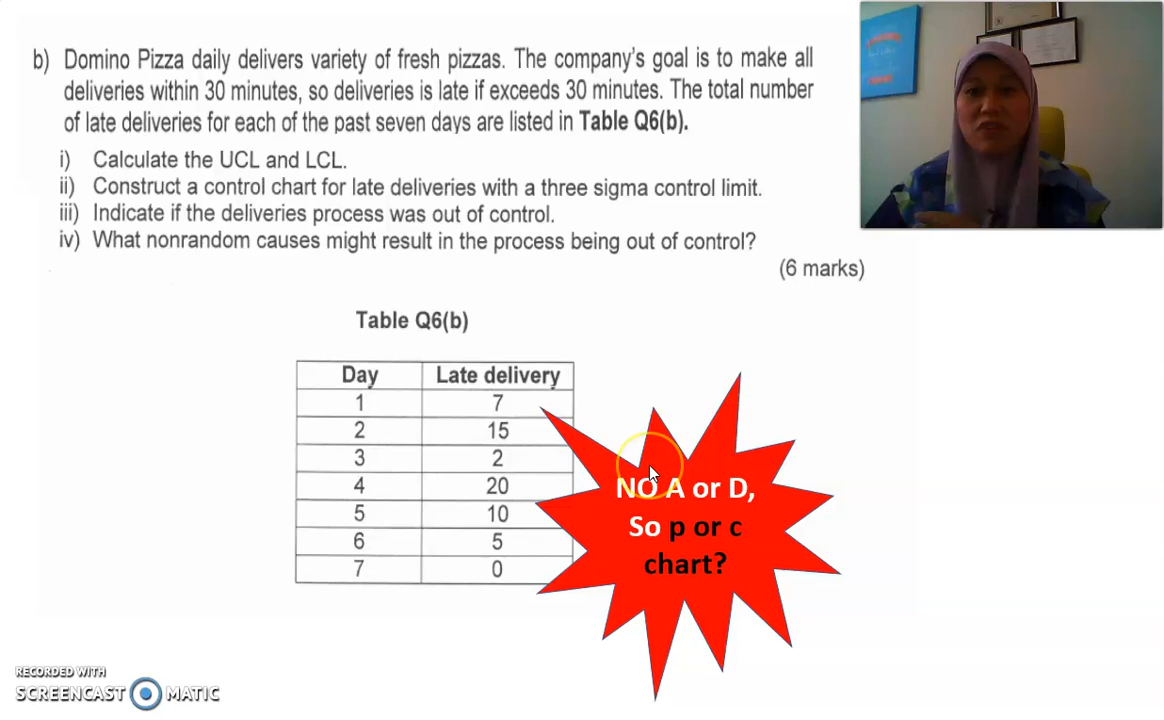 b) Domino Pizza daily delivers variety of fresh pizzas. The company's goal is to make all
deliveries within 30 minutes, so deliveries is late if exceeds 30 minutes. The total number
of late deliveries for each of the past seven days are listed in Table Q6(b).
i) Calculate the UCL and LCL.
ii) Construct a control chart for late deliveries with a three sigma control limit.
iii) Indicate if the deliveries process was out of control.
iv) What nonrandom causes might result in the process being out of control?
(6 marks)
Table Q6(b)
Day Late delivery
1 7
2 15
3 2
4 20
5 10
6 5
7 0
NO A or D,
So p or c
chart?
RECORDED WITH
SCREENCAST MATIC